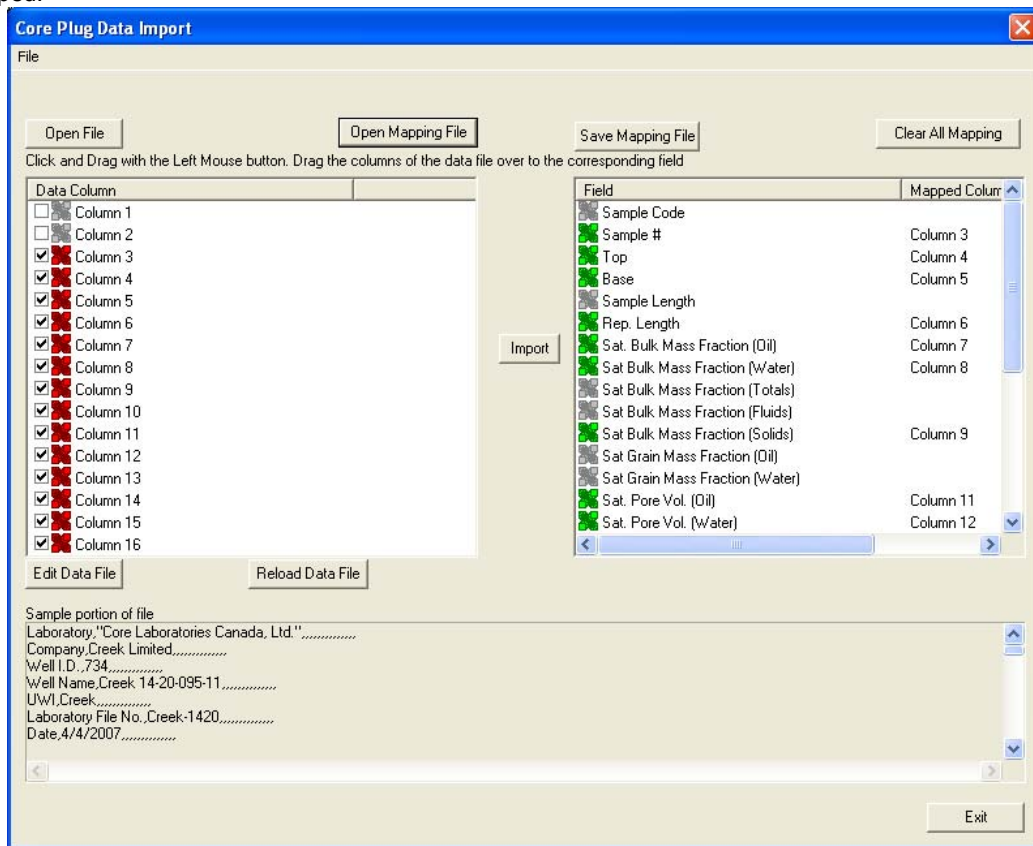 Core Plug Data Import
File
Open File
Open Mapping File
Save Mapping File
Clear All Mapping
Click and Drag with the Left Mouse button. Drag the columns of the data file over to the corresponding field
Data Column
Column 1
Column 2
Column 3
Column 4
Column 5
Column 6
Column 7
Column 8
Column 9
Column 10
Column 11
Column 12
Column 13
Column 14
Column 15
Column 16
Import
Field Mapped Colum
Sample Code
Sample # Column 3
Top Column 4
Base Column 5
Sample Length
Rep. Length Column 6
Sat. Bulk Mass Fraction (Oil) Column 7
Sat Bulk Mass Fraction (Water) Column 8
Sat Bulk Mass Fraction (Totals)
Sat Bulk Mass Fraction (Fluids)
Sat Bulk Mass Fraction (Solids) Column 9
Sat Grain Mass Fraction (Oil)
Sat Grain Mass Fraction (Water)
Sat. Pore Vol. (Oil) Column 11
Sat. Pore Vol. (Water) Column 12
Edit Data File
Reload Data File
Sample portion of file
Laboratory,"Core Laboratories Canada, Ltd.",,,,,,,,,,,,,,
Company,Creek Limited,,,,,,,,,,,,,,
Well I.D.,734,,,,,,,,,,,,,,
Well Name,Creek 14-20-095-11,,,,,,,,,,,,,,
UWI,Creek,,,,,,,,,,,,,,
Laboratory File No.,Creek-1420,,,,,,,,,,,,,,
Date,4/4/2007,,,,,,,,,,,,,,
Exit